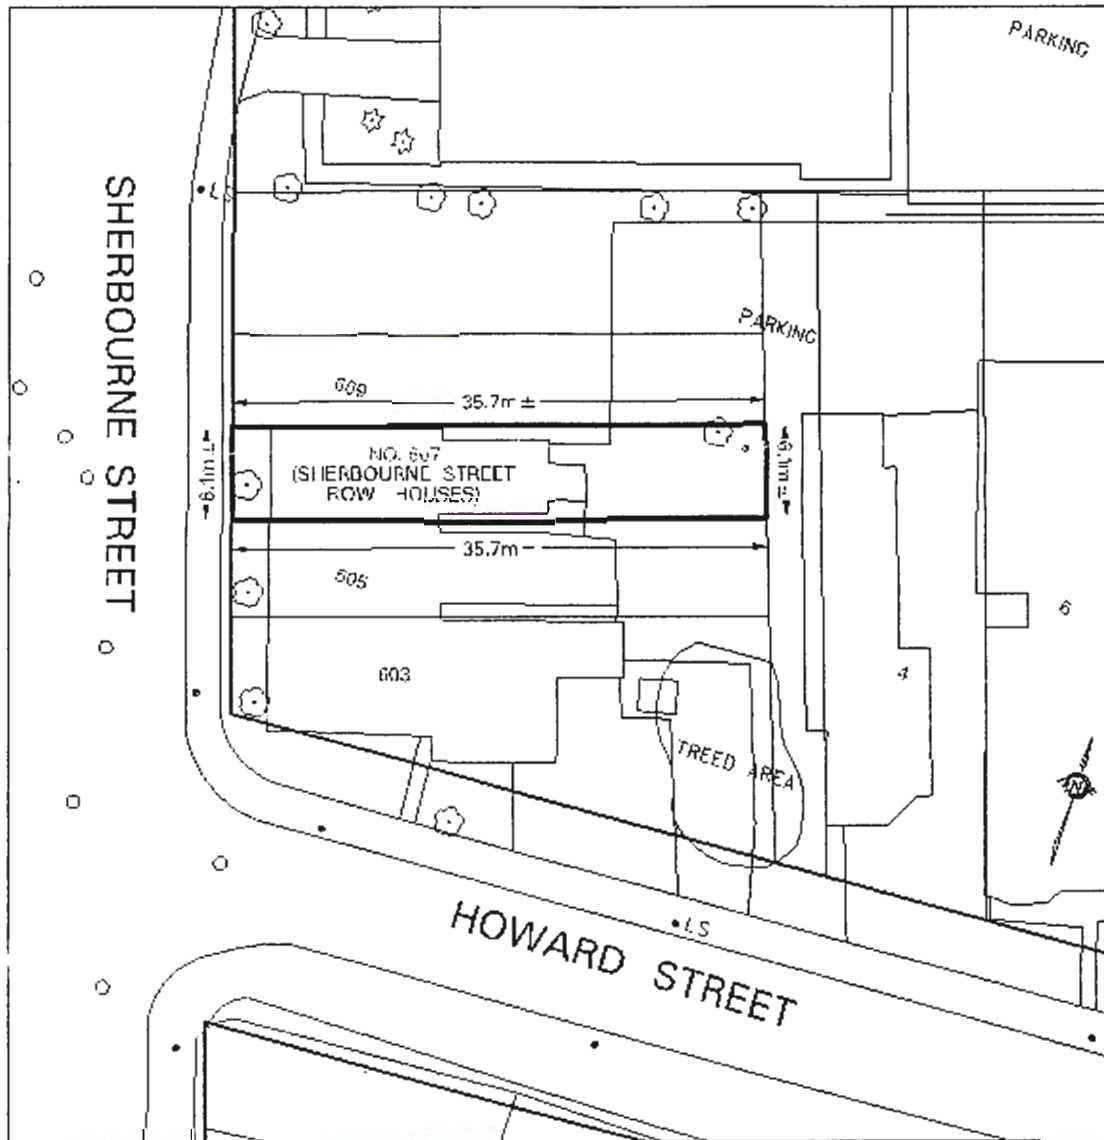 PARKING
SHERBOURNE STREET
PARKING
609
35.7m ±
6.1m ±
NO. 607
(SHERBOURNE STREET
ROW HOUSES)
6.1m ±
35.7m
605
603
6
4
TREED AREA
N
HOWARD STREET
LS